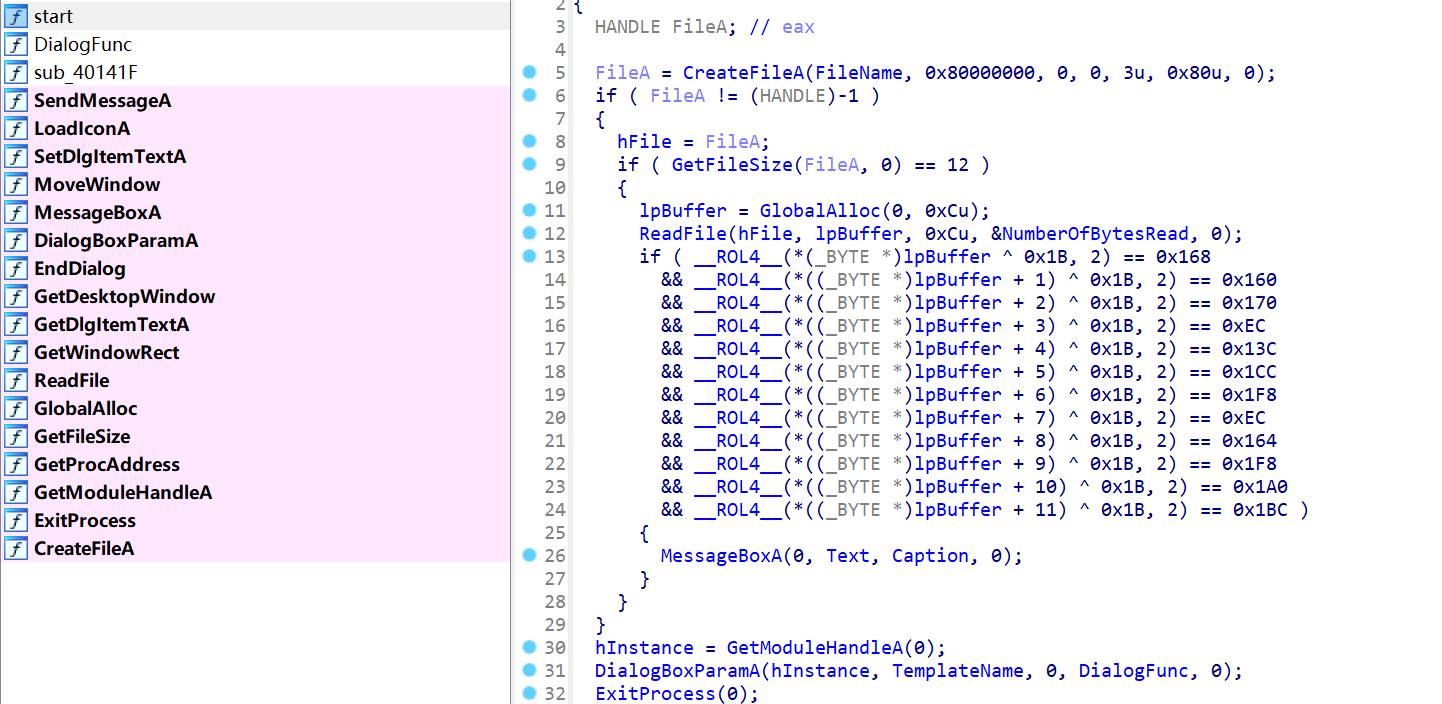 start
DialogFunc
sub_40141F
SendMessageA
LoadIconA
SetDlgItemTextA
MoveWindow
MessageBoxA
DialogBoxParamA
EndDialog
GetDesktopWindow
GetDlgItemTextA
GetWindowRect
ReadFile
GlobalAlloc
GetFileSize
GetProcAddress
GetModuleHandleA
ExitProcess
CreateFileA
2 {
3 HANDLE FileA; // eax
4
5 FileA = CreateFileA(FileName, 0x80000000, 0, 0, 3u, 0x80u, 0);
6 if ( FileA != (HANDLE)-1 )
7 {
8 hFile = FileA;
9 if ( GetFileSize(FileA, 0) == 12 )
10 {
11 lpBuffer = GlobalAlloc(0, 0xCu);
12 ReadFile(hFile, lpBuffer, 0xCu, &NumberOfBytesRead, 0);
13 if ( __ROL4__(*(_BYTE *)lpBuffer ^ 0x1B, 2) == 0x168
14 && __ROL4__(*((_BYTE *)lpBuffer + 1) ^ 0x1B, 2) == 0x160
15 && __ROL4__(*((_BYTE *)lpBuffer + 2) ^ 0x1B, 2) == 0x170
16 && __ROL4__(*((_BYTE *)lpBuffer + 3) ^ 0x1B, 2) == 0xEC
17 && __ROL4__(*((_BYTE *)lpBuffer + 4) ^ 0x1B, 2) == 0x13C
18 && __ROL4__(*((_BYTE *)lpBuffer + 5) ^ 0x1B, 2) == 0x1CC
19 && __ROL4__(*((_BYTE *)lpBuffer + 6) ^ 0x1B, 2) == 0x1F8
20 && __ROL4__(*((_BYTE *)lpBuffer + 7) ^ 0x1B, 2) == 0xEC
21 && __ROL4__(*((_BYTE *)lpBuffer + 8) ^ 0x1B, 2) == 0x164
22 && __ROL4__(*((_BYTE *)lpBuffer + 9) ^ 0x1B, 2) == 0x1F8
23 && __ROL4__(*((_BYTE *)lpBuffer + 10) ^ 0x1B, 2) == 0x1A0
24 && __ROL4__(*((_BYTE *)lpBuffer + 11) ^ 0x1B, 2) == 0x1BC )
25 {
26 MessageBoxA(0, Text, Caption, 0);
27 }
28 }
29 }
30 hInstance = GetModuleHandleA(0);
31 DialogBoxParamA(hInstance, TemplateName, 0, DialogFunc, 0);
32 ExitProcess(0);